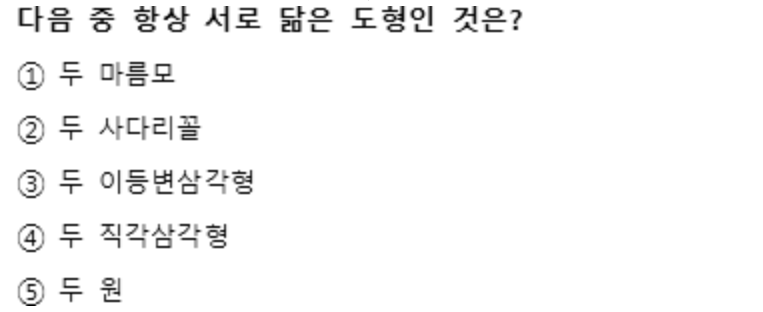 다음 중 항상 서로 닮은 도형인 것은?
① 두 마름모
② 두 사다리꼴
③ 두 이등변삼각형
④ 두 직각삼각형
⑤ 두 원